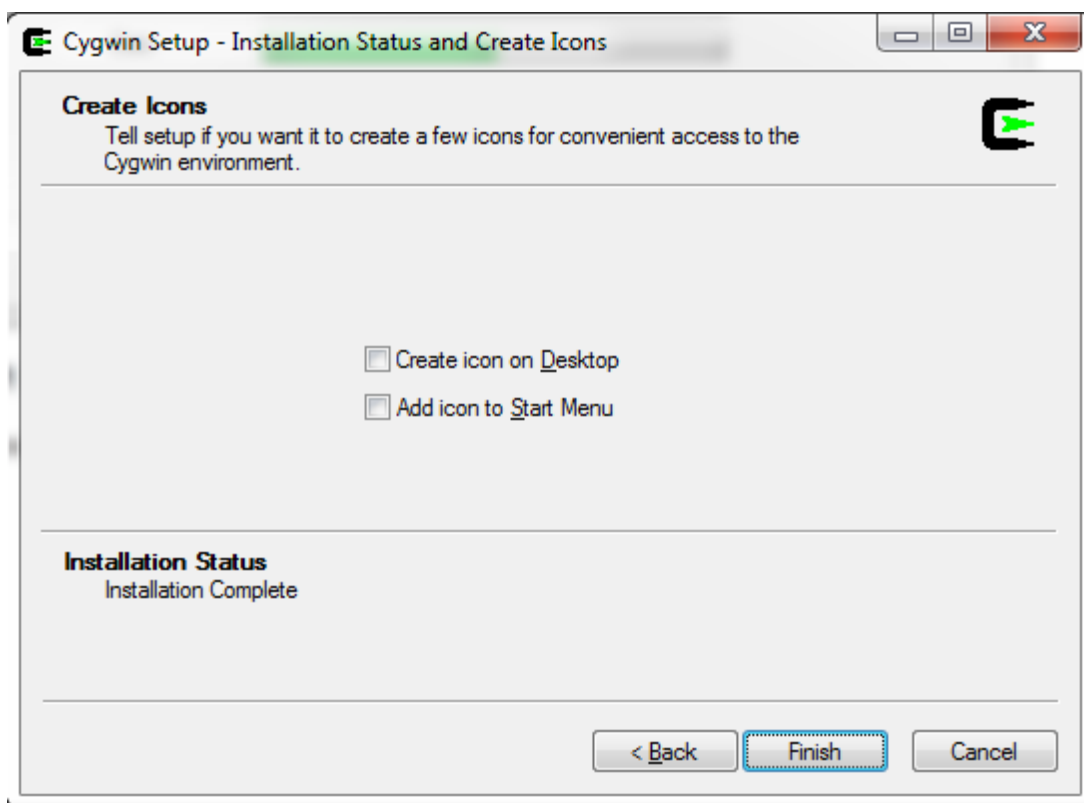 Cygwin Setup - Installation Status and Create Icons
Create Icons
Tell setup if you want it to create a few icons for convenient access to the
Cygwin environment.
Create icon on Desktop
Add icon to Start Menu
Installation Status
Installation Complete
< Back
Finish
Cancel